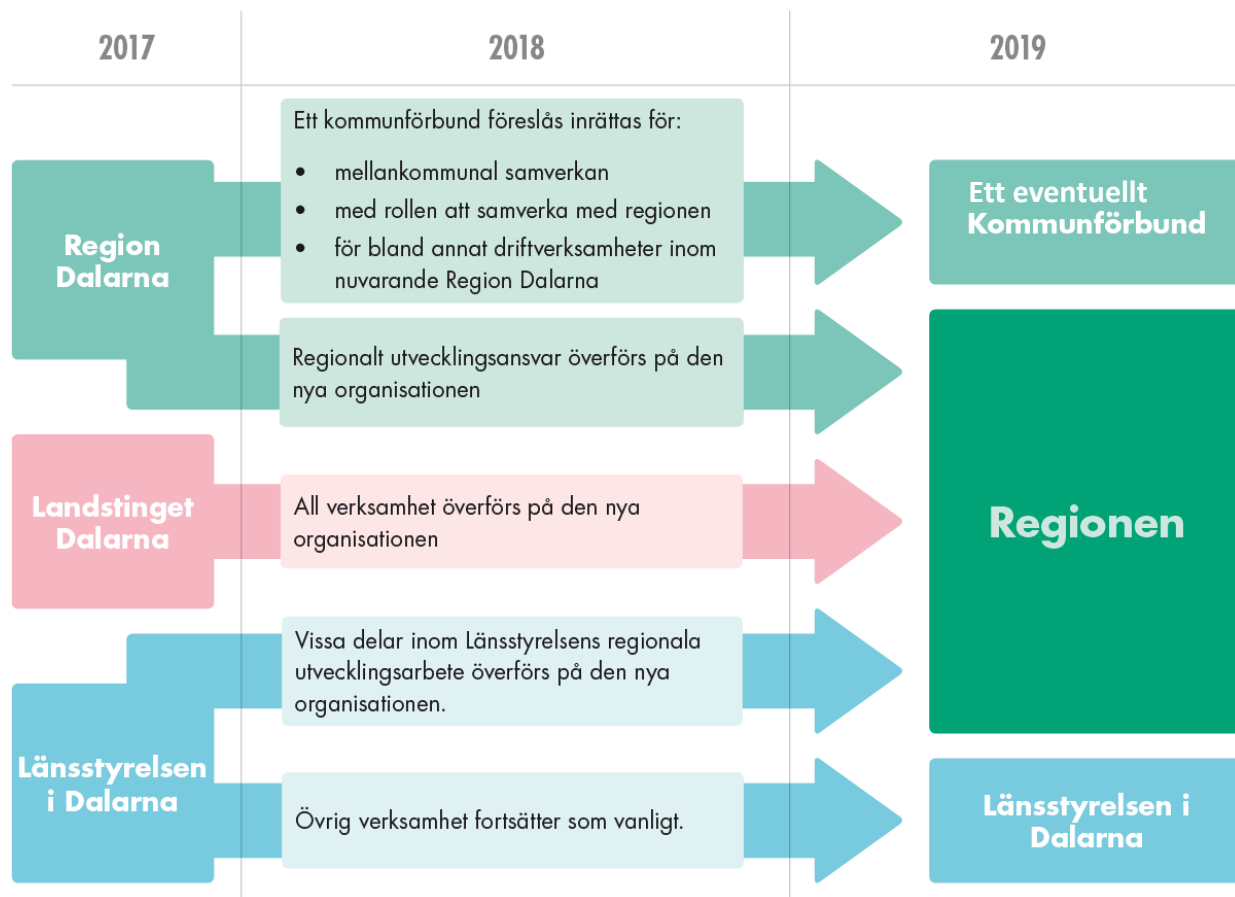 2017
2018
2019
Ett kommunförbund föreslås inrättas för:
• mellankommunal samverkan
• med rollen att samverka med regionen
• för bland annat driftverksamheter inom
nuvarande Region Dalarna
Region
Dalarna
Ett eventuellt
Kommunförbund
Regionalt utvecklingsansvar överförs på den
nya organisationen
Landstinget
Dalarna
All verksamhet överförs på den nya
organisationen
Regionen
Vissa delar inom Länsstyrelsens regionala
utvecklingsarbete överförs på den nya
organisationen.
Länsstyrelsen
i Dalarna
Övrig verksamhet fortsätter som vanligt.
Länsstyrelsen i
Dalarna